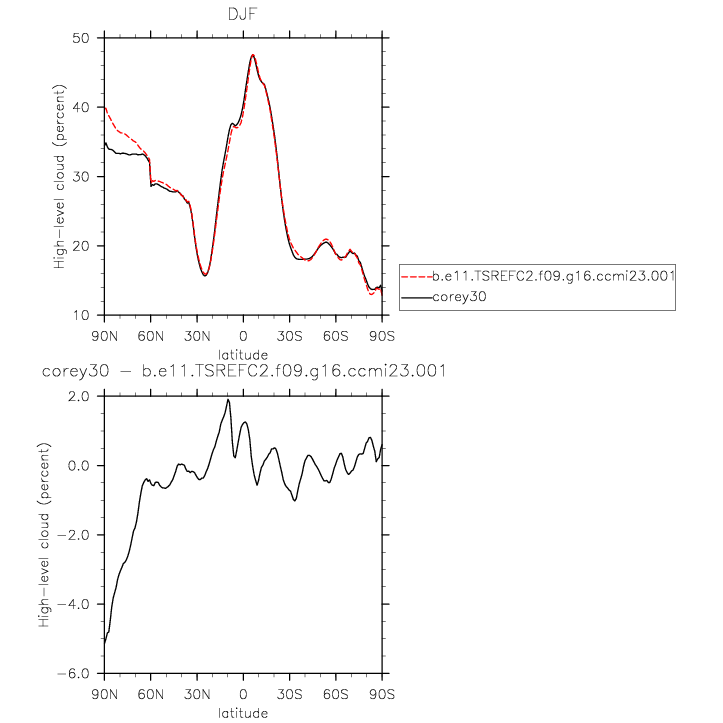 DJF
50
40
30
20
10
High-level cloud (percent)
90N 60N 30N 0 30S 60S 90S
latitude
b.e11.TSREFC2.f09.g16.ccmi23.001
corey30
corey30 - b.e11.TSREFC2.f09.g16.ccmi23.001
2.0
0.0
-2.0
-4.0
-6.0
High-level cloud (percent)
90N 60N 30N 0 30S 60S 90S
latitude